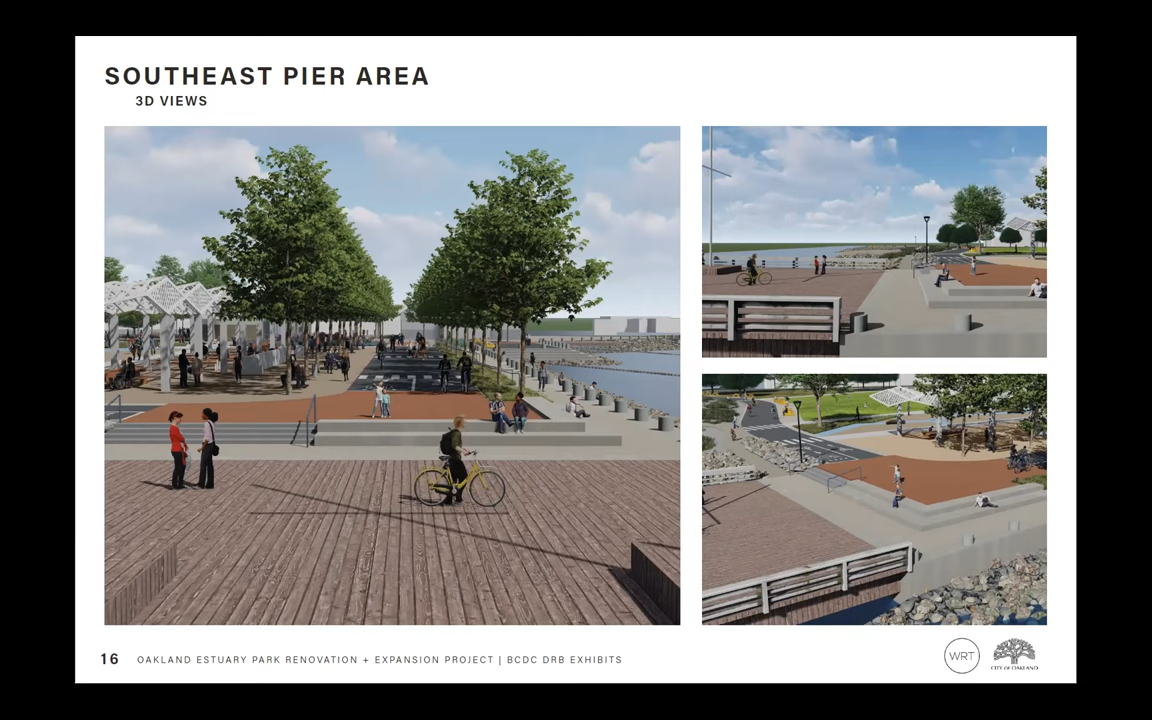 SOUTHEAST PIER AREA
3D VIEWS
16 OAKLAND ESTUARY PARK RENOVATION + EXPANSION PROJECT | BCDC DRB EXHIBITS
WRT
CITY OF OAKLAND